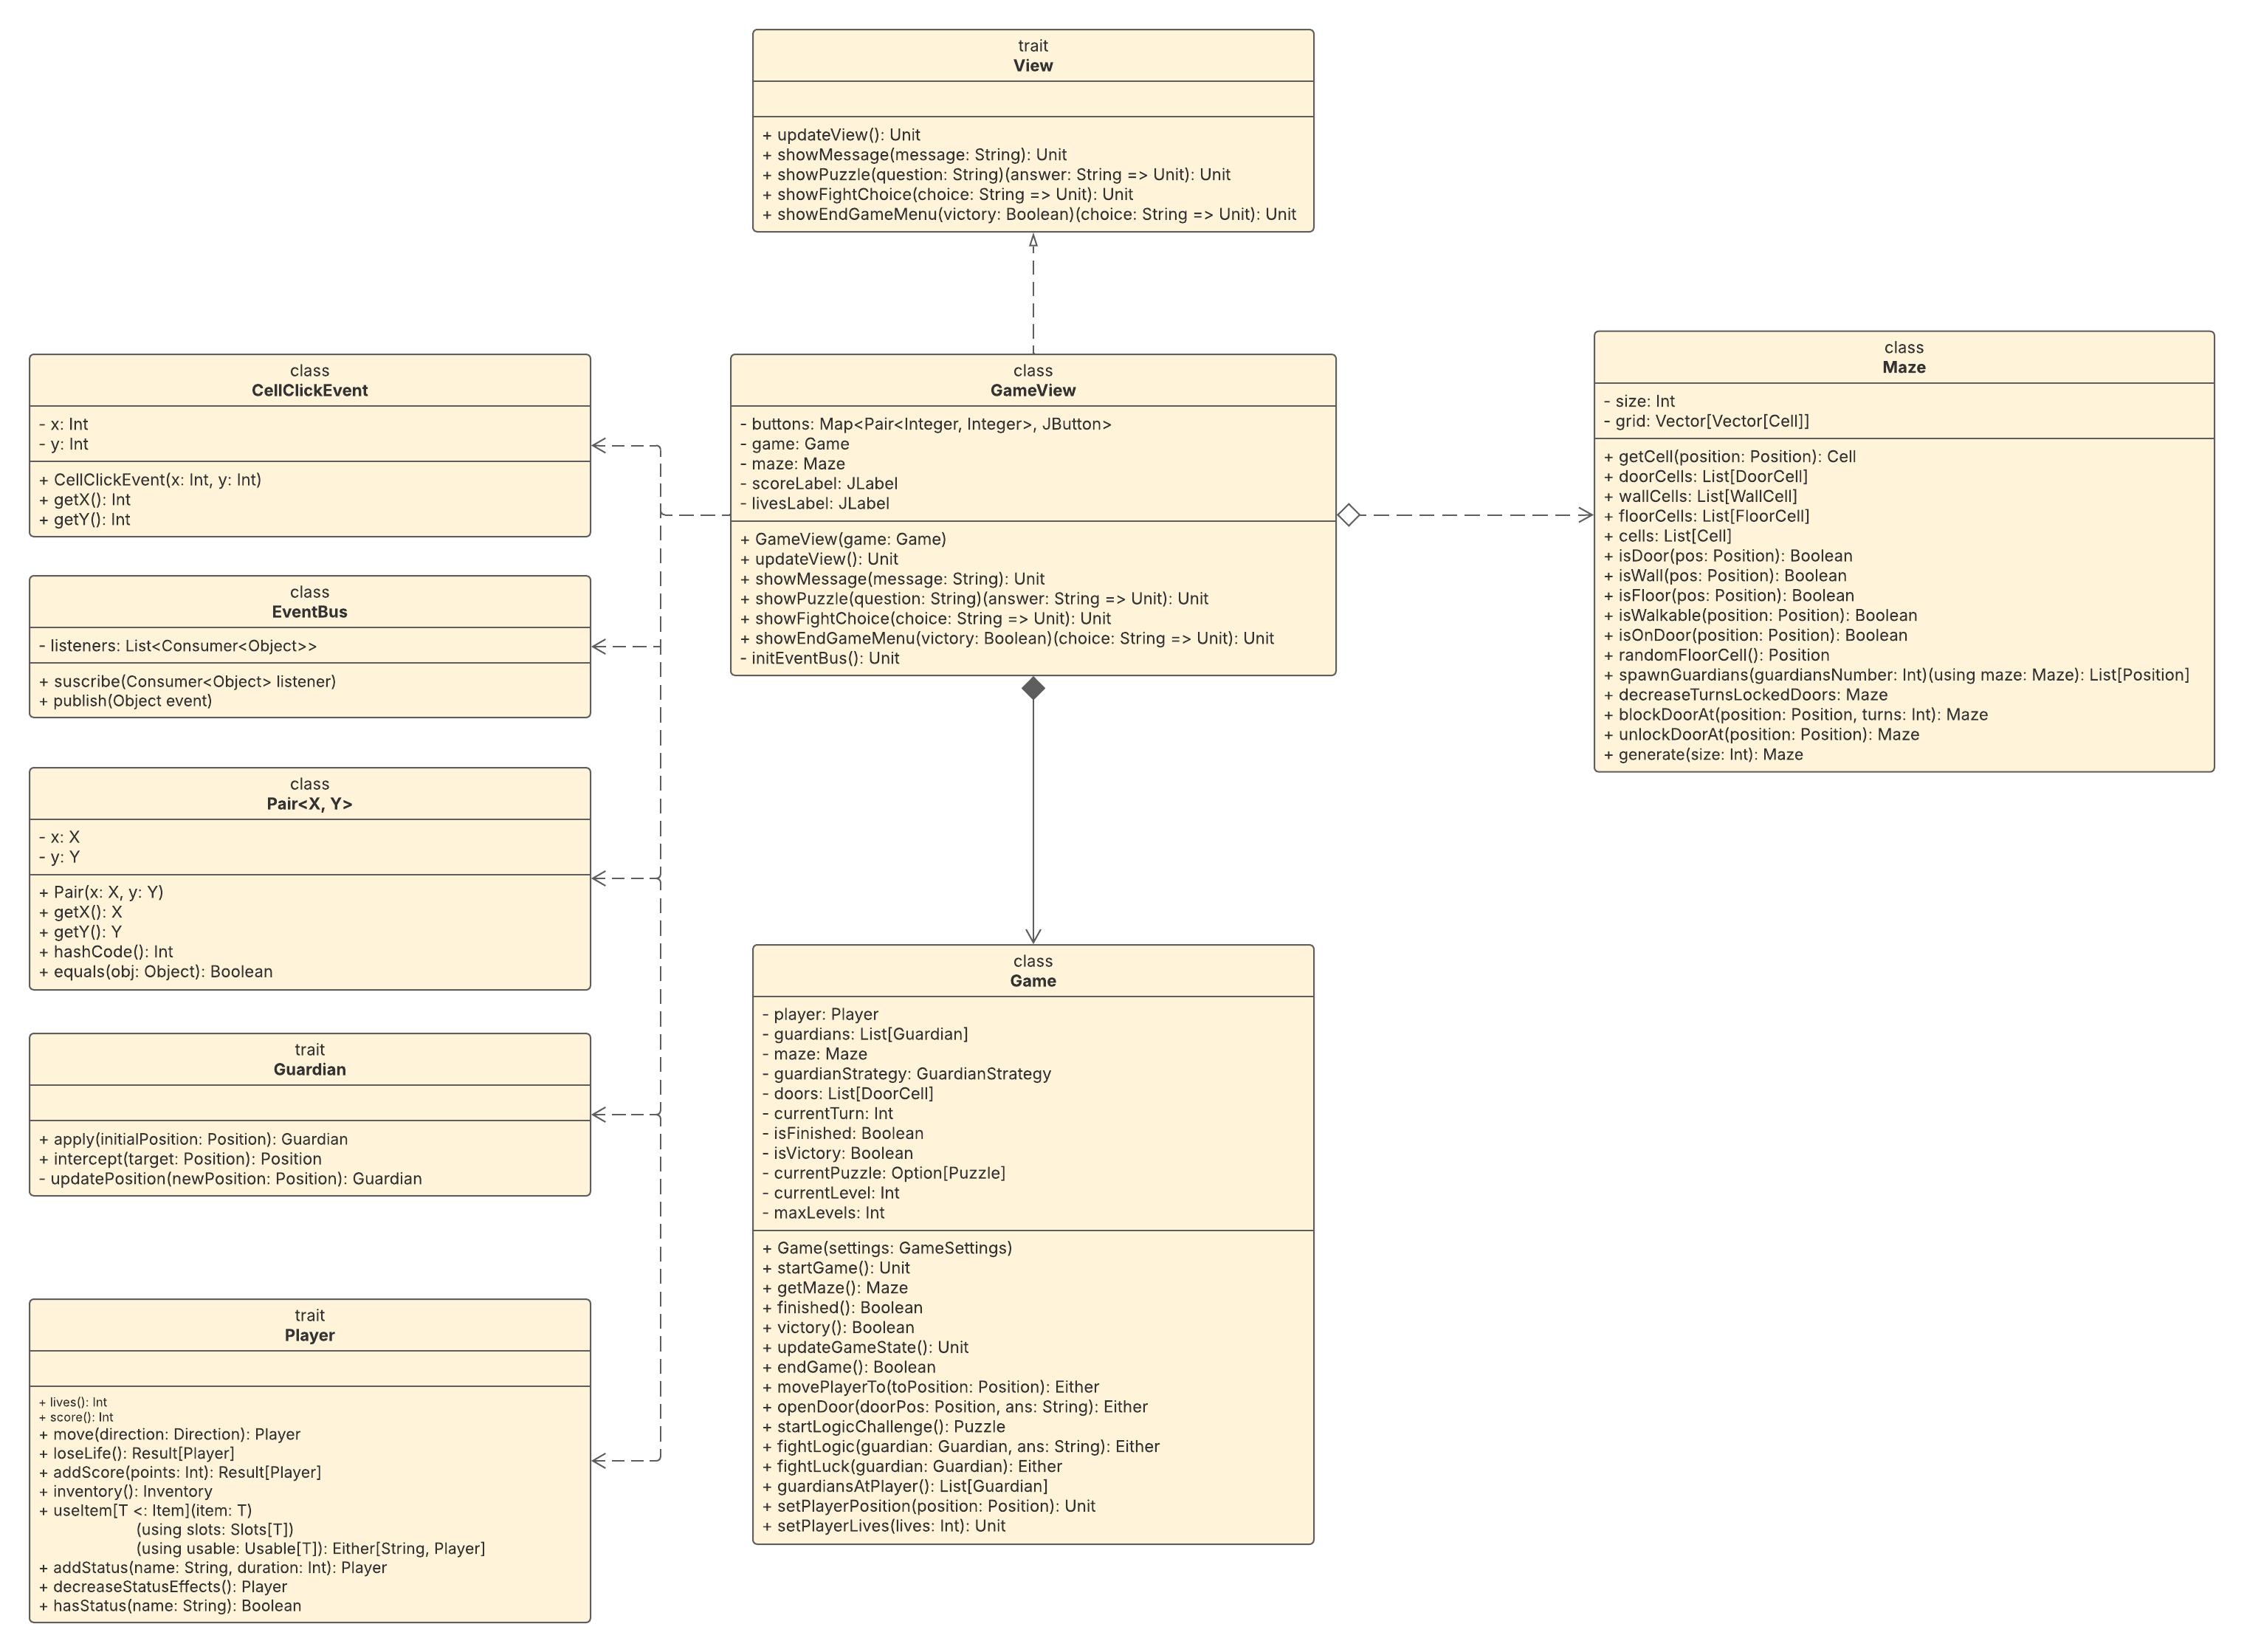 trait
View
+ updateView(): Unit
+ showMessage(message: String): Unit
+ showPuzzle(question: String)(answer: String => Unit): Unit
+ showFightChoice(choice: String => Unit): Unit
+ showEndGameMenu(victory: Boolean)(choice: String => Unit): Unit
class
CellClickEvent
- x: Int
- y: Int
+ CellClickEvent(x: Int, y: Int)
+ getX(): Int
+ getY(): Int
class
GameView
- buttons: Map<Pair<Integer, Integer>, JButton>
- game: Game
- maze: Maze
- scoreLabel: JLabel
- livesLabel: JLabel
+ GameView(game: Game)
+ updateView(): Unit
+ showMessage(message: String): Unit
+ showPuzzle(question: String)(answer: String => Unit): Unit
+ showFightChoice(choice: String => Unit): Unit
+ showEndGameMenu(victory: Boolean)(choice: String => Unit): Unit
- initEventBus(): Unit
class
Maze
- size: Int
- grid: Vector[Vector[Cell]]
+ getCell(position: Position): Cell
+ doorCells: List[DoorCell]
+ wallCells: List[WallCell]
+ floorCells: List[FloorCell]
+ cells: List[Cell]
+ isDoor(pos: Position): Boolean
+ isWall(pos: Position): Boolean
+ isFloor(pos: Position): Boolean
+ isWalkable(position: Position): Boolean
+ isOnDoor(position: Position): Boolean
+ randomFloorCell(): Position
+ spawnGuardians(guardiansNumber: Int)(using maze: Maze): List[Position]
+ decreaseTurnsLockedDoors: Maze
+ blockDoorAt(position: Position, turns: Int): Maze
+ unlockDoorAt(position: Position): Maze
+ generate(size: Int): Maze
class
EventBus
- listeners: List<Consumer<Object>>
+ suscribe(Consumer<Object> listener)
+ publish(Object event)
class
Pair<X, Y>
- x: X
- y: Y
+ Pair(x: X, y: Y)
+ getX(): X
+ getY(): Y
+ hashCode(): Int
+ equals(obj: Object): Boolean
trait
Guardian
+ apply(initialPosition: Position): Guardian
+ intercept(target: Position): Position
- updatePosition(newPosition: Position): Guardian
trait
Player
+ lives(): Int
+ score(): Int
+ move(direction: Direction): Player
+ loseLife(): Result[Player]
+ addScore(points: Int): Result[Player]
+ inventory(): Inventory
+ useItem[T <: Item](item: T)
(using slots: Slots[T])
(using usable: Usable[T]): Either[String, Player]
+ addStatus(name: String, duration: Int): Player
+ decreaseStatusEffects(): Player
+ hasStatus(name: String): Boolean
class
Game
- player: Player
- guardians: List[Guardian]
- maze: Maze
- guardianStrategy: GuardianStrategy
- doors: List[DoorCell]
- currentTurn: Int
- isFinished: Boolean
- isVictory: Boolean
- currentPuzzle: Option[Puzzle]
- currentLevel: Int
- maxLevels: Int
+ Game(settings: GameSettings)
+ startGame(): Unit
+ getMaze(): Maze
+ finished(): Boolean
+ victory(): Boolean
+ updateGameState(): Unit
+ endGame(): Boolean
+ movePlayerTo(toPosition: Position): Either
+ openDoor(doorPos: Position, ans: String): Either
+ startLogicChallenge(): Puzzle
+ fightLogic(guardian: Guardian, ans: String): Either
+ fightLuck(guardian: Guardian): Either
+ guardiansAtPlayer(): List[Guardian]
+ setPlayerPosition(position: Position): Unit
+ setPlayerLives(lives: Int): Unit